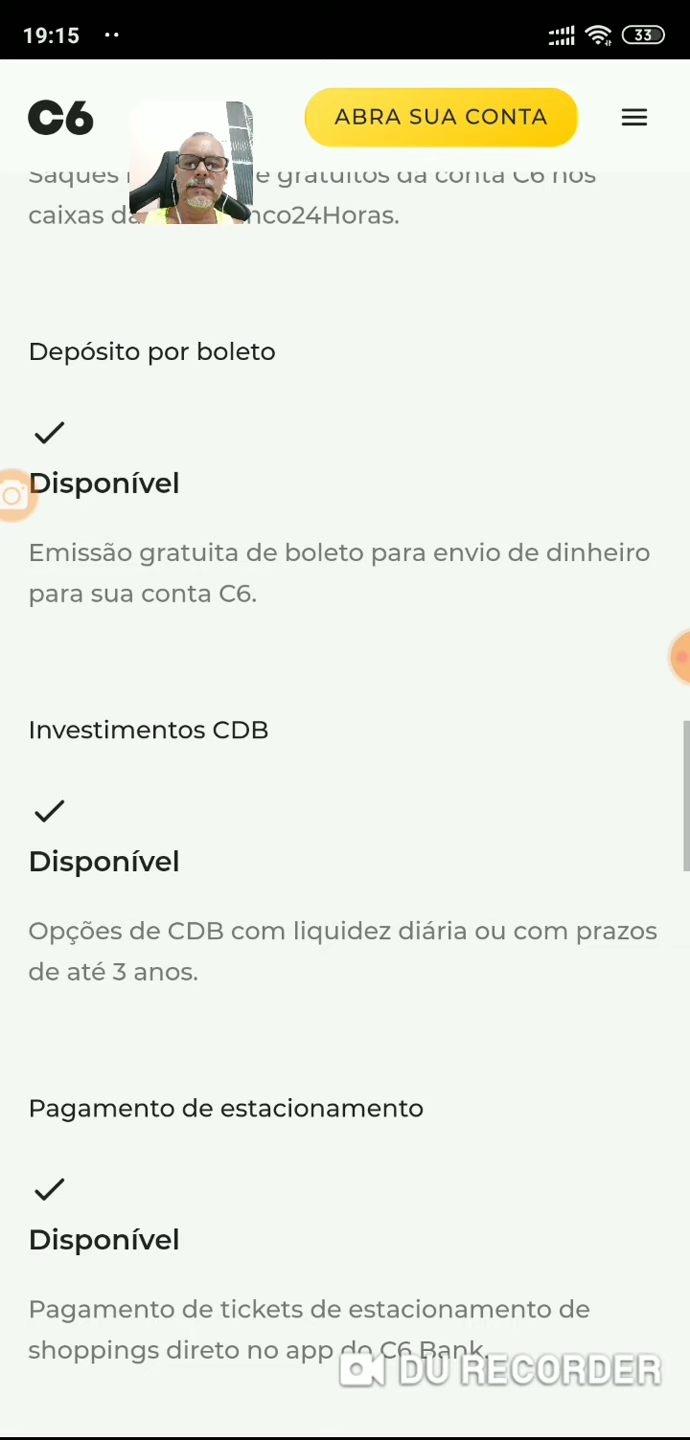 19:15
33
C6
ABRA SUA CONTA
Saques e gratuitos da conta C6 nos
caixas da nco24Horas.
Depósito por boleto
Disponível
Emissão gratuita de boleto para envio de dinheiro
para sua conta C6.
Investimentos CDB
Disponível
Opções de CDB com liquidez diária ou com prazos
de até 3 anos.
Pagamento de estacionamento
Disponível
Pagamento de tickets de estacionamento de
shoppings direto no app do C6 Bank.
DU RECORDER